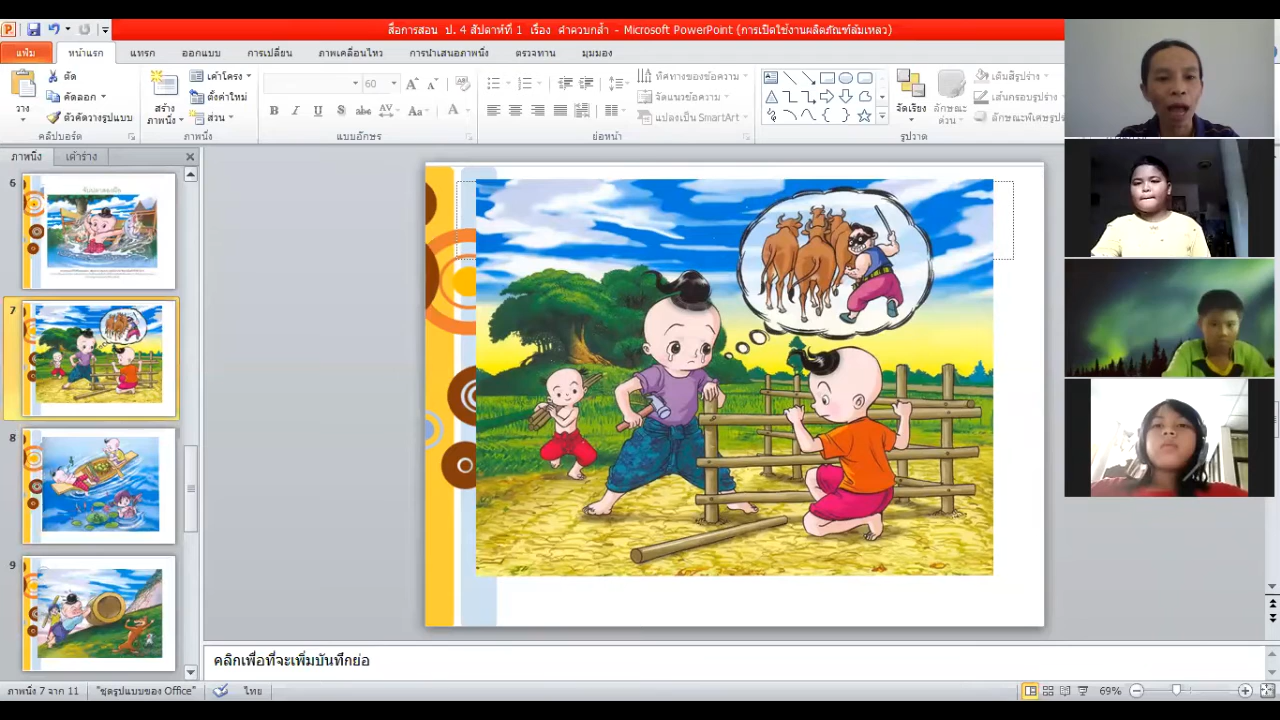 สื่อการสอน ป. 4 สัปดาห์ที่ 1 เรื่อง คำควบกล้ำ - Microsoft PowerPoint (การเปิดใช้งานผลิตภัณฑ์ล้มเหลว)
แฟ้ม หน้าแรก แทรก ออกแบบ การเปลี่ยน ภาพเคลื่อนไหว การนำเสนอภาพนิ่ง ตรวจทาน มุมมอง
วาง
ตัด
คัดลอก
ตัวคัดวางรูปแบบ
คลิปบอร์ด
สร้าง
ภาพนิ่ง
เค้าโครง
ตั้งค่าใหม่
ส่วน
ภาพนิ่ง
60
B I U S abc AV Aa A
แบบอักษร
ทิศทางของข้อความ
จัดแนวข้อความ
แปลงเป็น SmartArt
ย่อหน้า
จัดเรียง
ลักษณะ
ด่วน
เติมสีรูปร่าง
เส้นกรอบรูปร่าง
ลักษณะพิเศษรูปร่าง
รูปวาด
ภาพนิ่ง เค้าร่าง
6
7
8
9
คลิกเพื่อที่จะเพิ่มบันทึกย่อ
ภาพนิ่ง 7 จาก 11 "ชุดรูปแบบของ Office" ไทย 69%